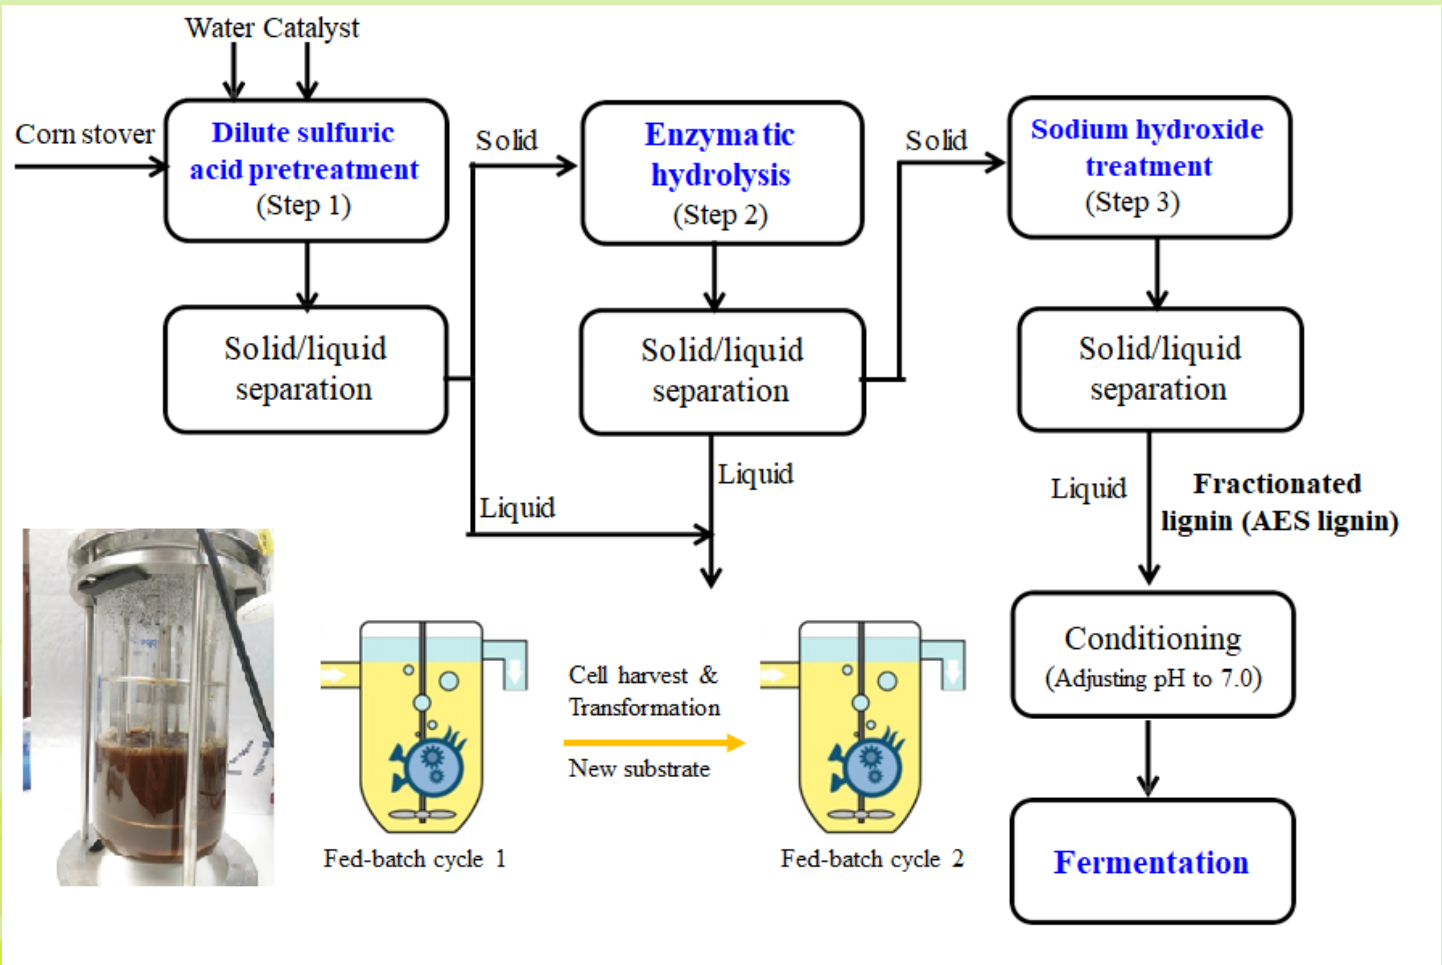 Water Catalyst
Corn stover
Dilute sulfuric
acid pretreatment
(Step 1)
Solid
Enzymatic
hydrolysis
(Step 2)
Solid
Sodium hydroxide
treatment
(Step 3)
Solid/liquid
separation
Solid/liquid
separation
Solid/liquid
separation
Liquid
Liquid
Liquid
Fractionated
lignin (AES lignin)
Conditioning
(Adjusting pH to 7.0)
Cell harvest &
Transformation
New substrate
Fed-batch cycle 1
Fed-batch cycle 2
Fermentation